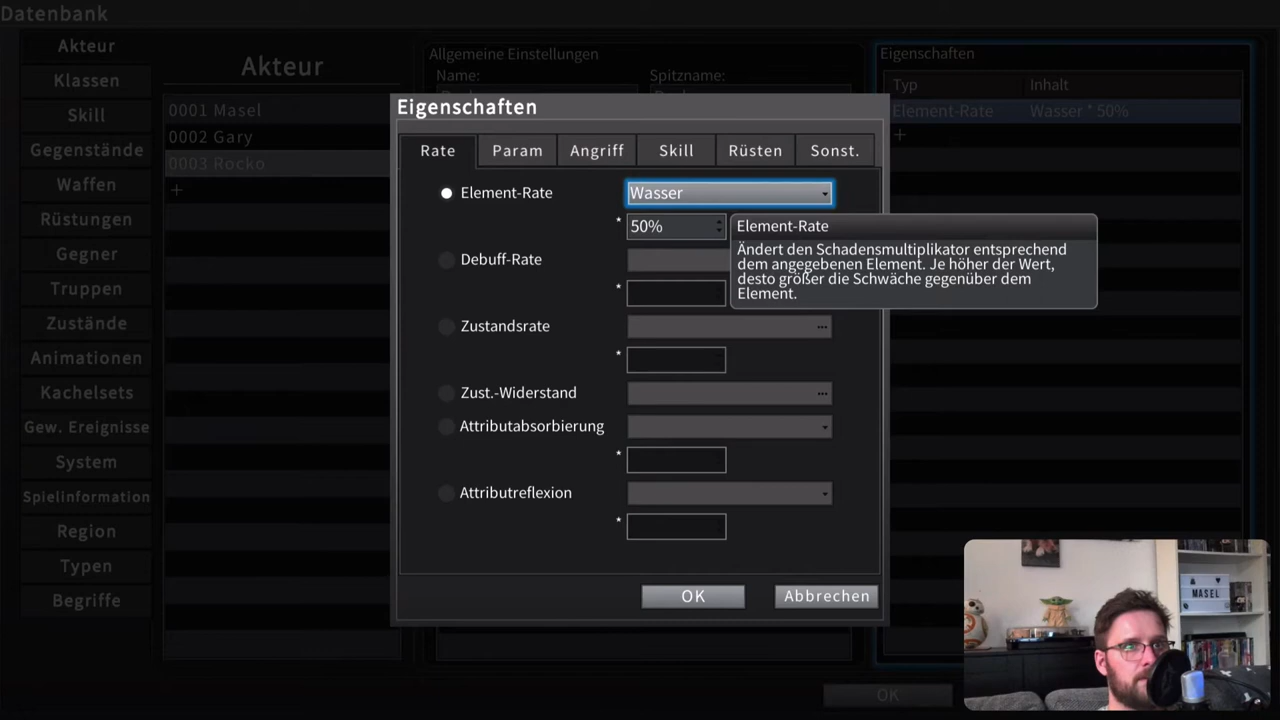 Datenbank
Akteur
Klassen
Skill
Gegenstände
Waffen
Rüstungen
Gegner
Truppen
Zustände
Animationen
Kachelsets
Gew. Ereignisse
System
Spielinformation
Region
Typen
Begriffe
Akteur
0001 Masel
0002 Gary
0003 Rocko
+
Allgemeine Einstellungen
Name:
Spitzname:
Eigenschaften
Typ
Inhalt
Element-Rate
Wasser * 50%
+
Eigenschaften
Rate
Param
Angriff
Skill
Rüsten
Sonst.
Element-Rate
Wasser
* 50%
Debuff-Rate
*
Zustandsrate
...
*
Zust.-Widerstand
...
Attributabsorbierung
*
Attributreflexion
*
OK
Abbrechen
Element-Rate
Ändert den Schadensmultiplikator entsprechend
dem angegebenen Element. Je höher der Wert,
desto größer die Schwäche gegenüber dem
Element.
OK
MASEL